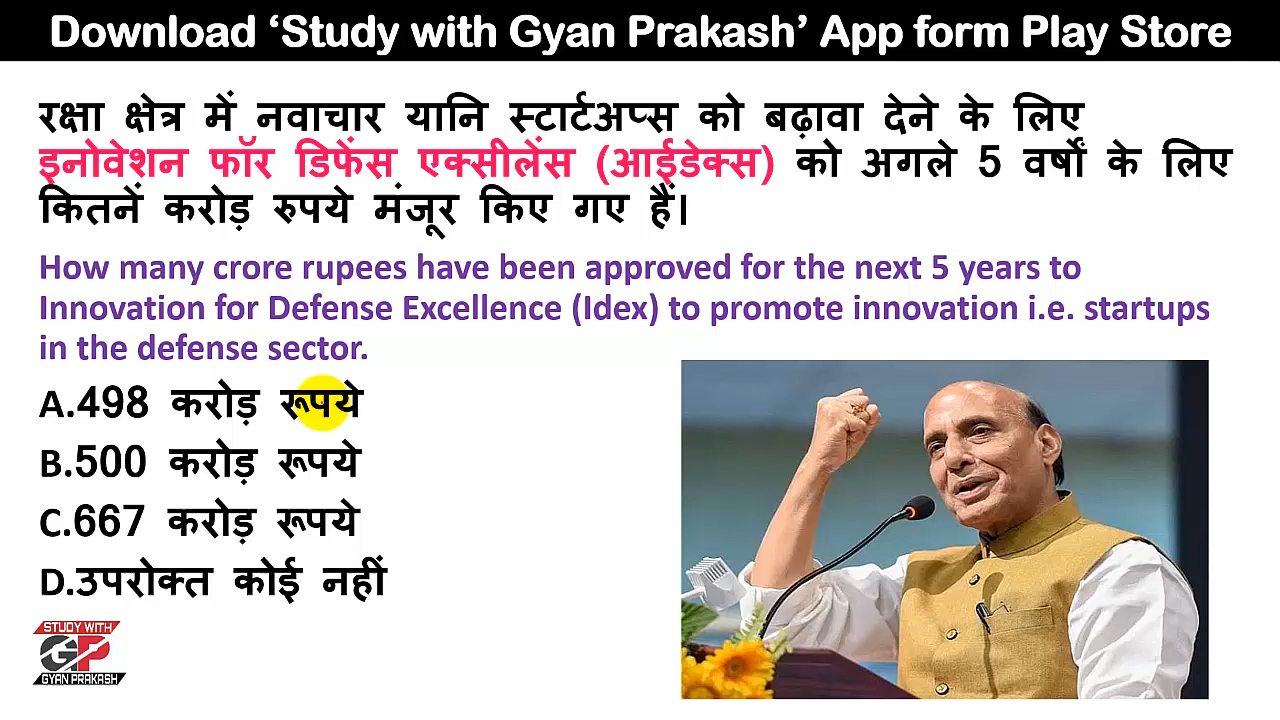 Download ‘Study with Gyan Prakash’ App form Play Store
रक्षा क्षेत्र में नवाचार यानि स्टार्टअप्स को बढ़ावा देने के लिए
इनोवेशन फॉर डिफेंस एक्सीलेंस (आईडेक्स) को अगले 5 वर्षों के लिए
कितनें करोड़ रुपये मंजूर किए गए हैं।
How many crore rupees have been approved for the next 5 years to
Innovation for Defense Excellence (Idex) to promote innovation i.e. startups
in the defense sector.
A.498 करोड़ रूपये
B.500 करोड़ रूपये
C.667 करोड़ रूपये
D.उपरोक्त कोई नहीं
STUDY WITH
GP
GYAN PRAKASH